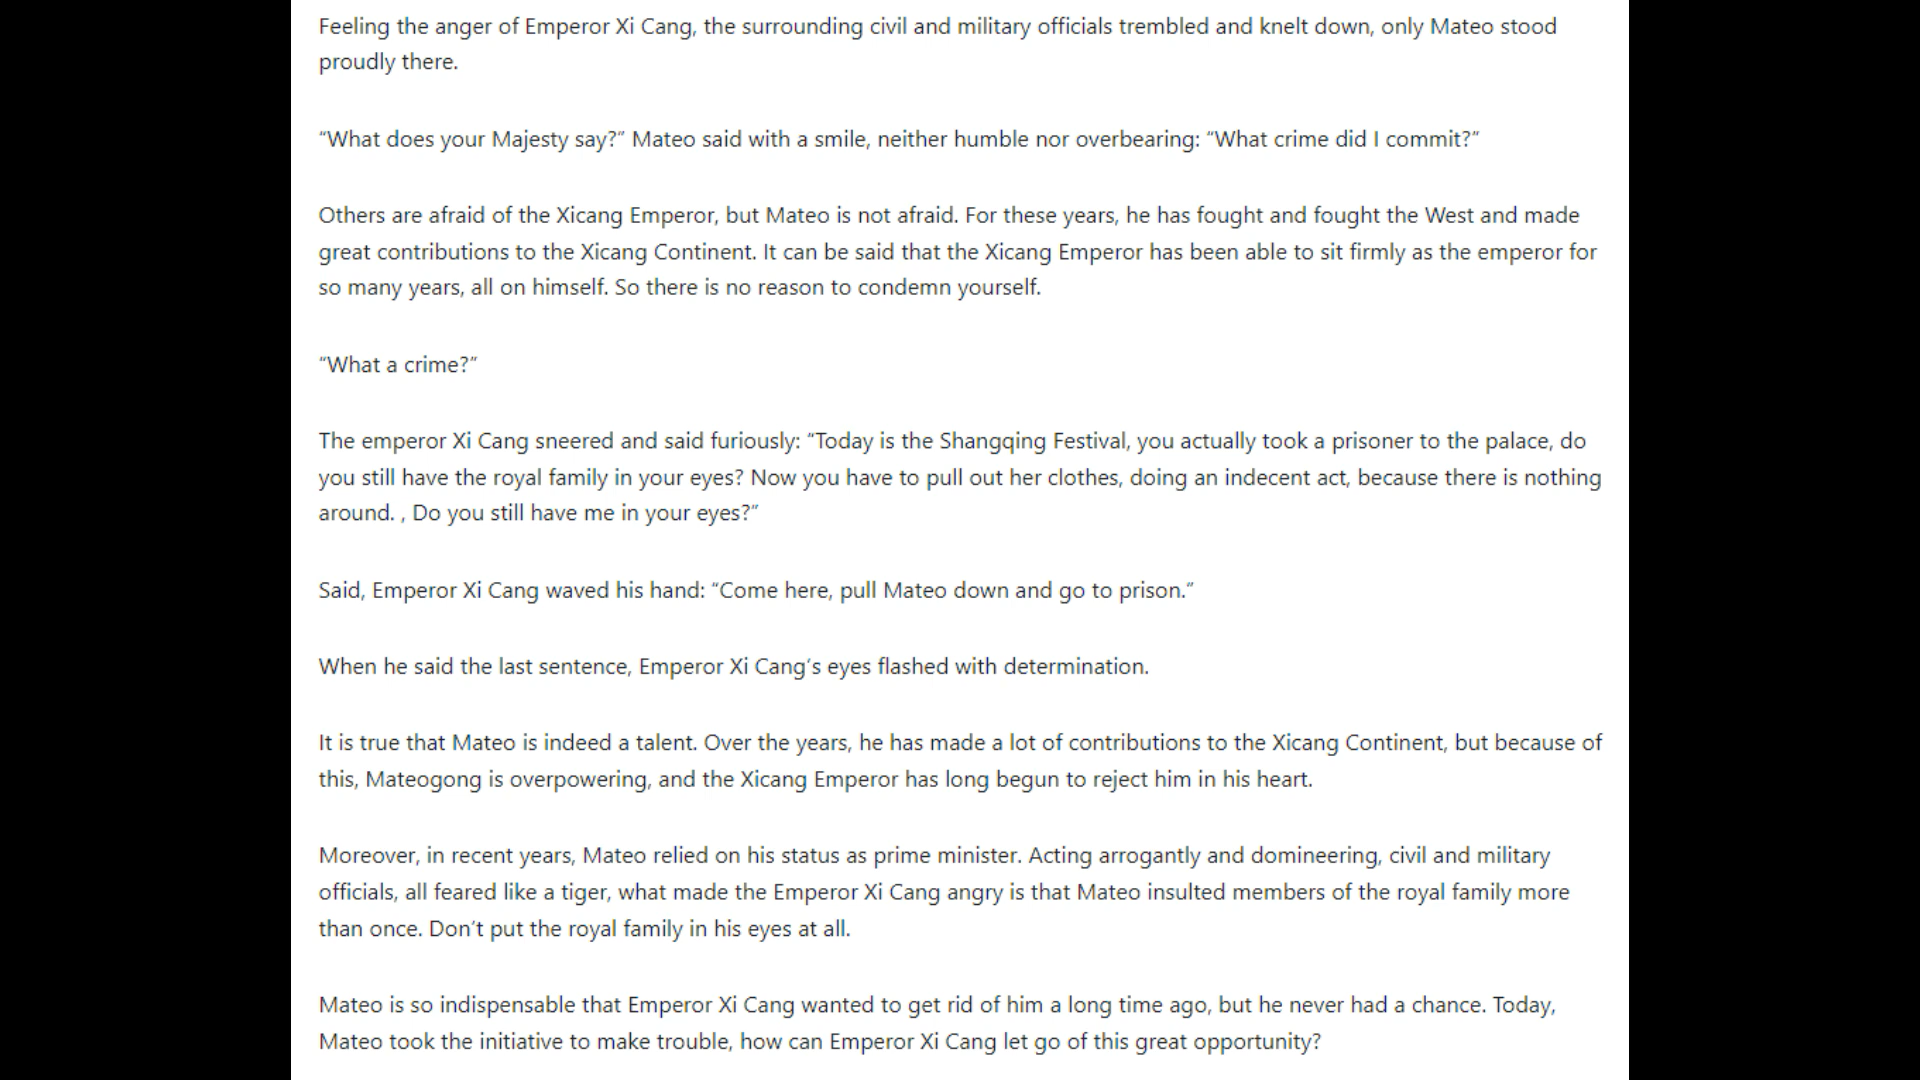 Feeling the anger of Emperor Xi Cang, the surrounding civil and military officials trembled and knelt down, only Mateo stood
proudly there.
“What does your Majesty say?” Mateo said with a smile, neither humble nor overbearing: “What crime did I commit?”
Others are afraid of the Xicang Emperor, but Mateo is not afraid. For these years, he has fought and fought the West and made
great contributions to the Xicang Continent. It can be said that the Xicang Emperor has been able to sit firmly as the emperor for
so many years, all on himself. So there is no reason to condemn yourself.
“What a crime?”
The emperor Xi Cang sneered and said furiously: “Today is the Shangqing Festival, you actually took a prisoner to the palace, do
you still have the royal family in your eyes? Now you have to pull out her clothes, doing an indecent act, because there is nothing
around. , Do you still have me in your eyes?”
Said, Emperor Xi Cang waved his hand: “Come here, pull Mateo down and go to prison.”
When he said the last sentence, Emperor Xi Cang’s eyes flashed with determination.
It is true that Mateo is indeed a talent. Over the years, he has made a lot of contributions to the Xicang Continent, but because of
this, Mateogong is overpowering, and the Xicang Emperor has long begun to reject him in his heart.
Moreover, in recent years, Mateo relied on his status as prime minister. Acting arrogantly and domineering, civil and military
officials, all feared like a tiger, what made the Emperor Xi Cang angry is that Mateo insulted members of the royal family more
than once. Don’t put the royal family in his eyes at all.
Mateo is so indispensable that Emperor Xi Cang wanted to get rid of him a long time ago, but he never had a chance. Today,
Mateo took the initiative to make trouble, how can Emperor Xi Cang let go of this great opportunity?